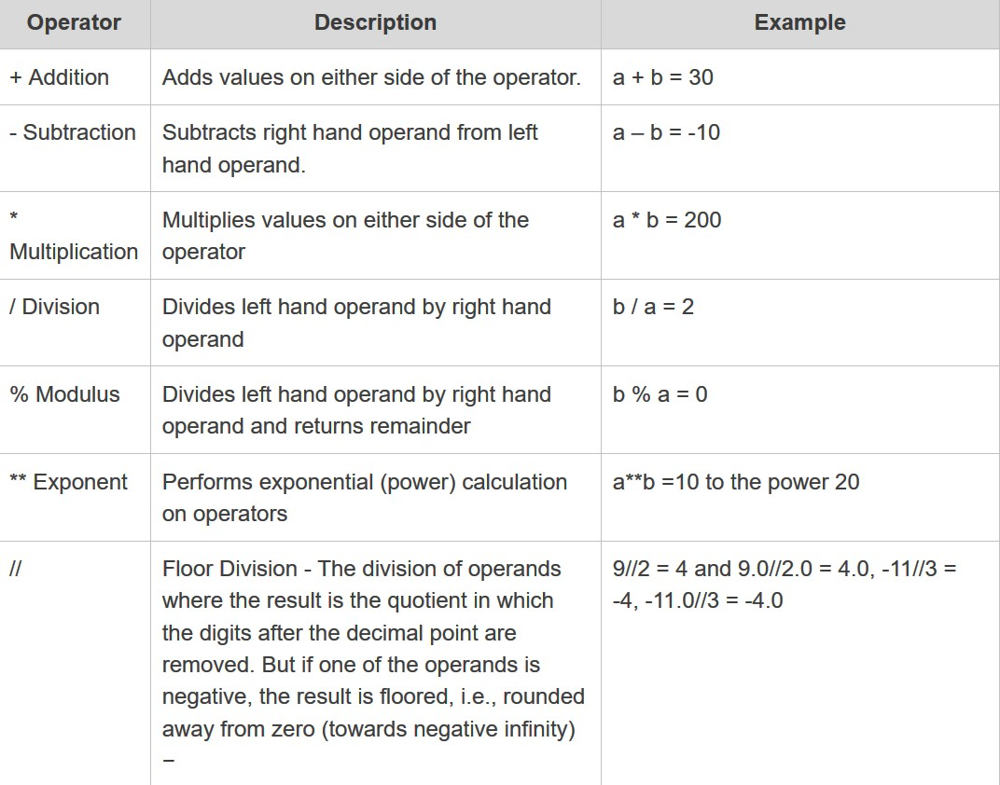 Operator Description Example
+ Addition Adds values on either side of the operator. a + b = 30
- Subtraction Subtracts right hand operand from left a – b = -10
hand operand.
* Multiplies values on either side of the a * b = 200
Multiplication operator
/ Division Divides left hand operand by right hand b / a = 2
operand
% Modulus Divides left hand operand by right hand b % a = 0
operand and returns remainder
** Exponent Performs exponential (power) calculation a**b =10 to the power 20
on operators
// Floor Division - The division of operands 9//2 = 4 and 9.0//2.0 = 4.0, -11//3 =
where the result is the quotient in which -4, -11.0//3 = -4.0
the digits after the decimal point are
removed. But if one of the operands is
negative, the result is floored, i.e., rounded
away from zero (towards negative infinity)
–